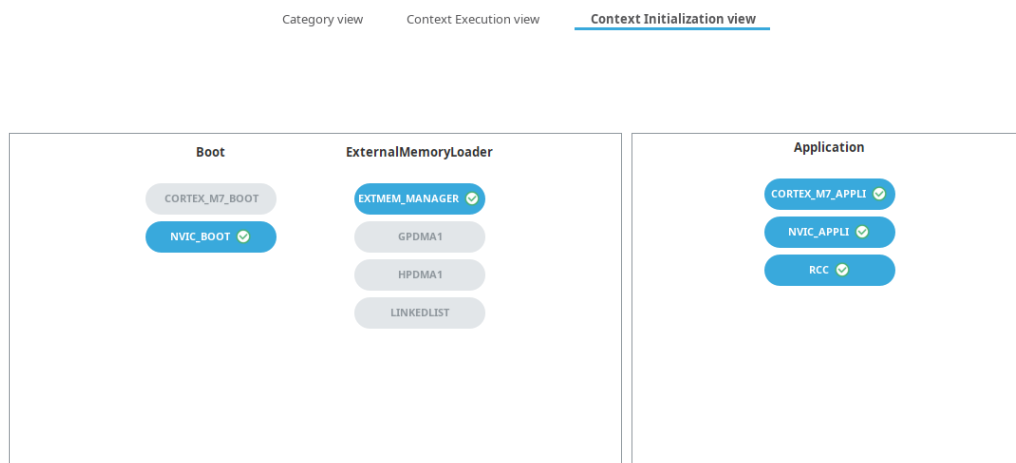 Category view
Context Execution view
Context Initialization view
Boot
CORTEX_M7_BOOT
NVIC_BOOT
ExternalMemoryLoader
EXTMEM_MANAGER
GPDMA1
HPDMA1
LINKEDLIST
Application
CORTEX_M7_APPLI
NVIC_APPLI
RCC